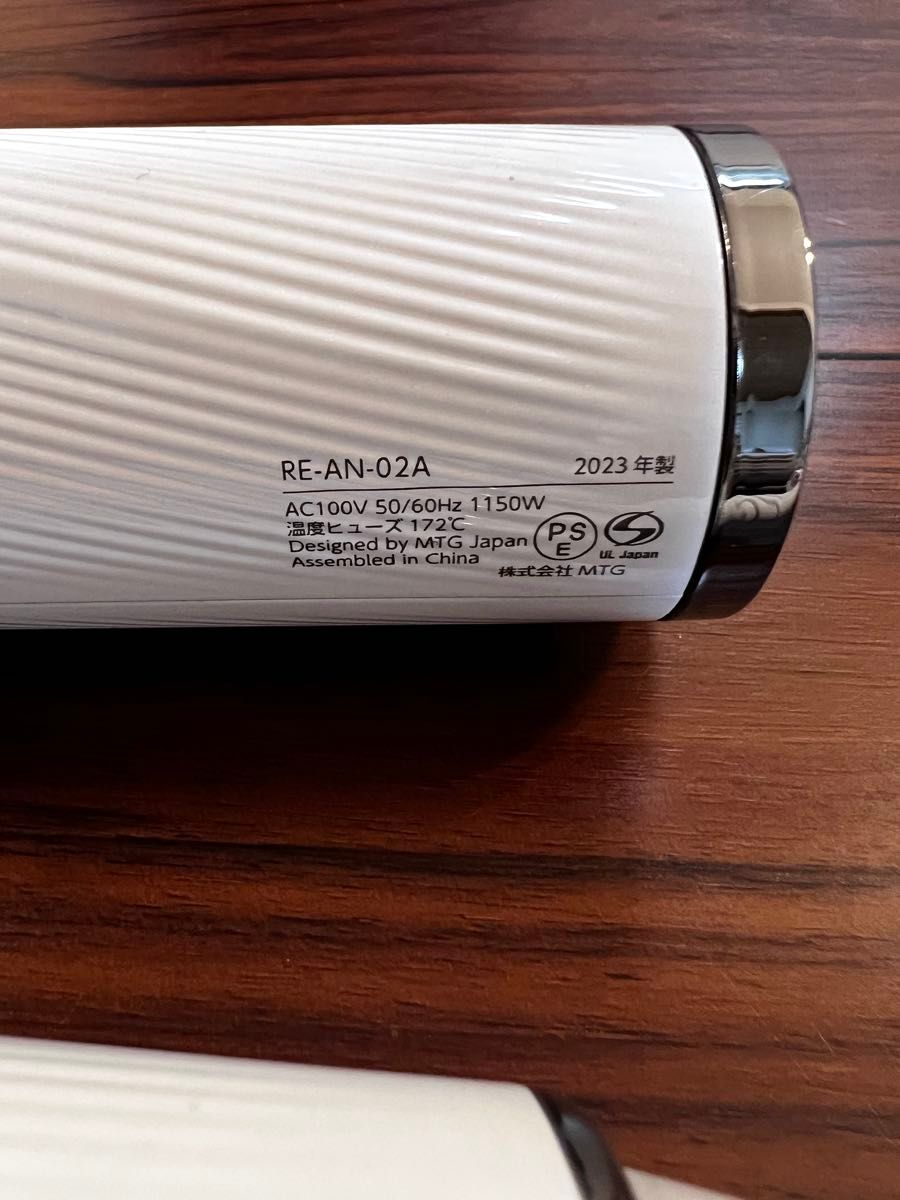 RE-AN-02A 2023年製
AC100V 50/60Hz 1150W
温度ヒューズ 172℃
Designed by MTG Japan
Assembled in China
PS
E
UL Japan
株式会社 MTG